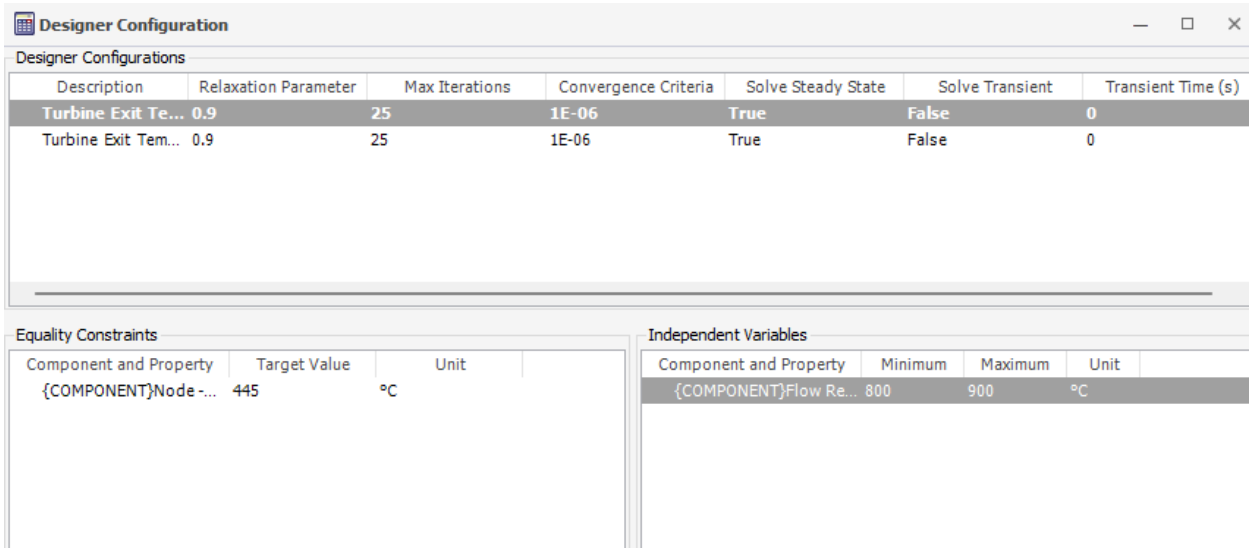 Designer Configuration
Designer Configurations
Description Relaxation Parameter Max Iterations Convergence Criteria Solve Steady State Solve Transient Transient Time (s)
Turbine Exit Te... 0.9 25 1E-06 True False 0
Turbine Exit Tem... 0.9 25 1E-06 True False 0
Equality Constraints
Component and Property Target Value Unit
{COMPONENT}Node -... 445 °C
Independent Variables
Component and Property Minimum Maximum Unit
{COMPONENT}Flow Re... 800 900 °C